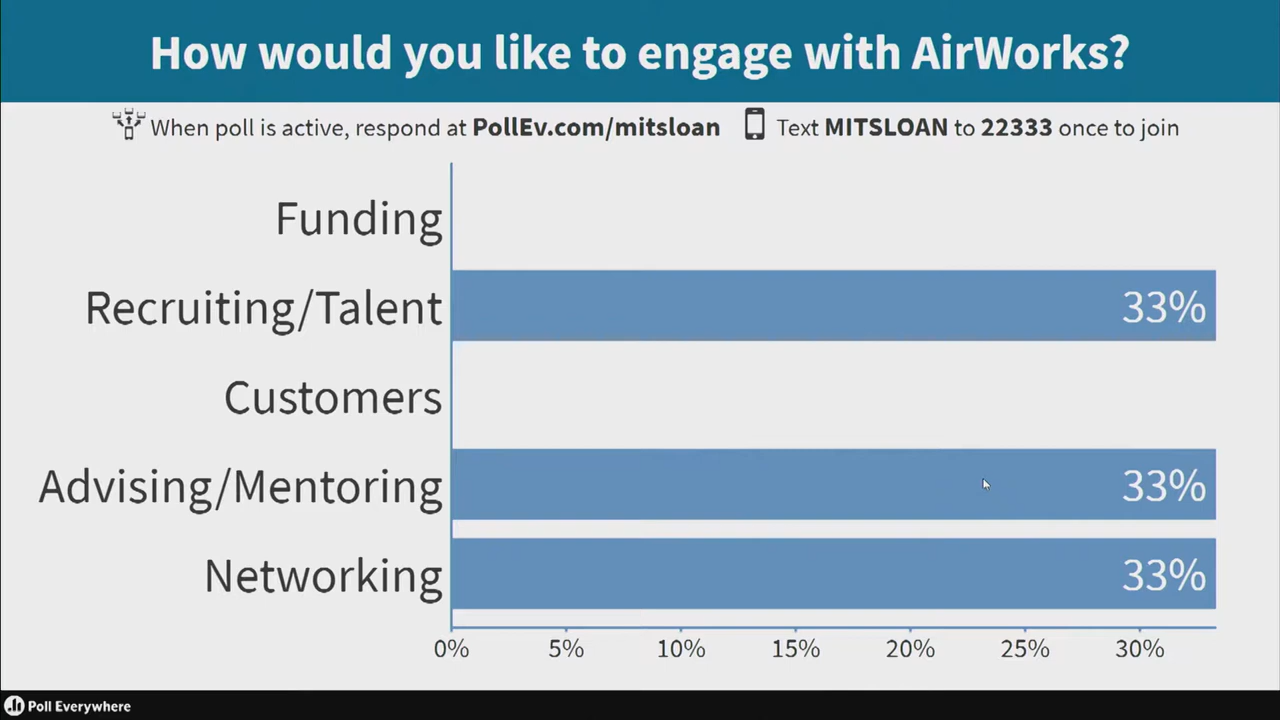 How would you like to engage with AirWorks?
When poll is active, respond at PollEv.com/mitsloan Text MITSLOAN to 22333 once to join
Funding
Recruiting/Talent 33%
Customers
Advising/Mentoring 33%
Networking 33%
0% 5% 10% 15% 20% 25% 30%
Poll Everywhere